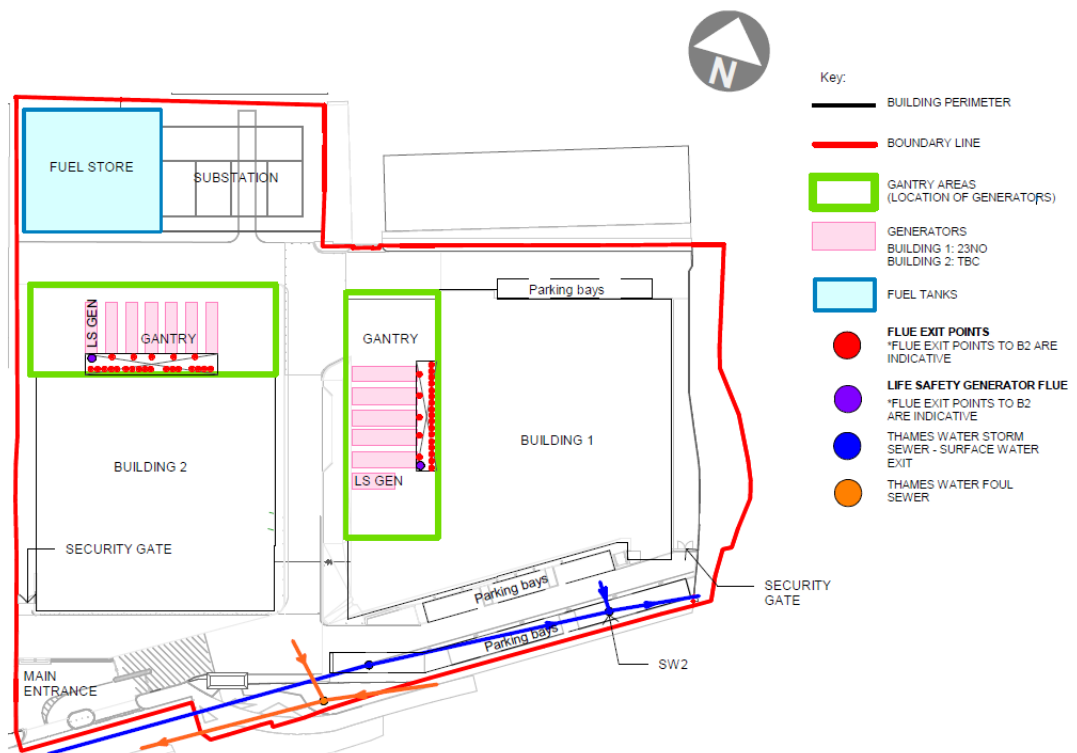 N
Key:
BUILDING PERIMETER
BOUNDARY LINE
GANTRY AREAS
(LOCATION OF GENERATORS)
GENERATORS
BUILDING 1: 23NO
BUILDING 2: TBC
FUEL TANKS
FLUE EXIT POINTS
*FLUE EXIT POINTS TO B2 ARE
INDICATIVE
LIFE SAFETY GENERATOR FLUE
*FLUE EXIT POINTS TO B2
ARE INDICATIVE
THAMES WATER STORM
SEWER - SURFACE WATER
EXIT
THAMES WATER FOUL
SEWER
FUEL STORE
SUBSTATION
Parking bays
LS GEN
GANTRY
GANTRY
BUILDING 1
BUILDING 2
LS GEN
SECURITY GATE
SECURITY
GATE
Parking bays
Parking bays
SW2
MAIN
ENTRANCE